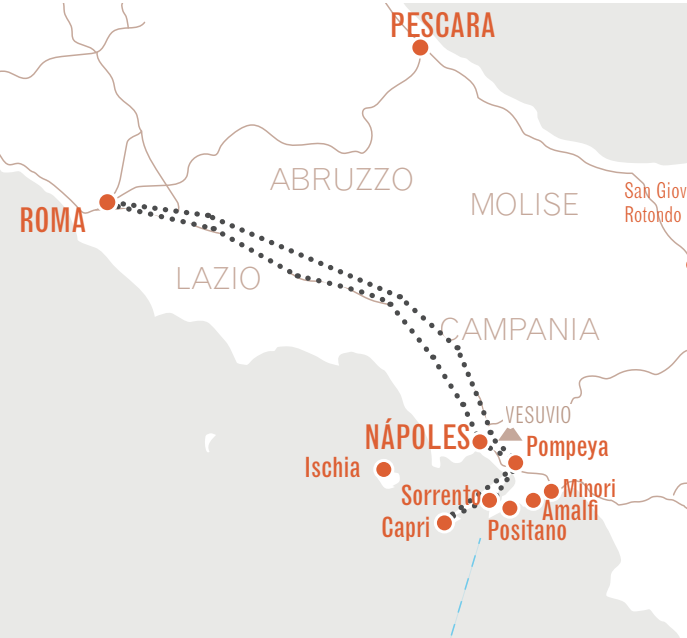 PESCARA
ABRUZZO
MOLISE
San Giov
Rotondo
ROMA
LAZIO
CAMPANIA
VESUVIO
NÁPOLES
Pompeya
Ischia
Sorrento
Minori
Amalfi
Capri
Positano